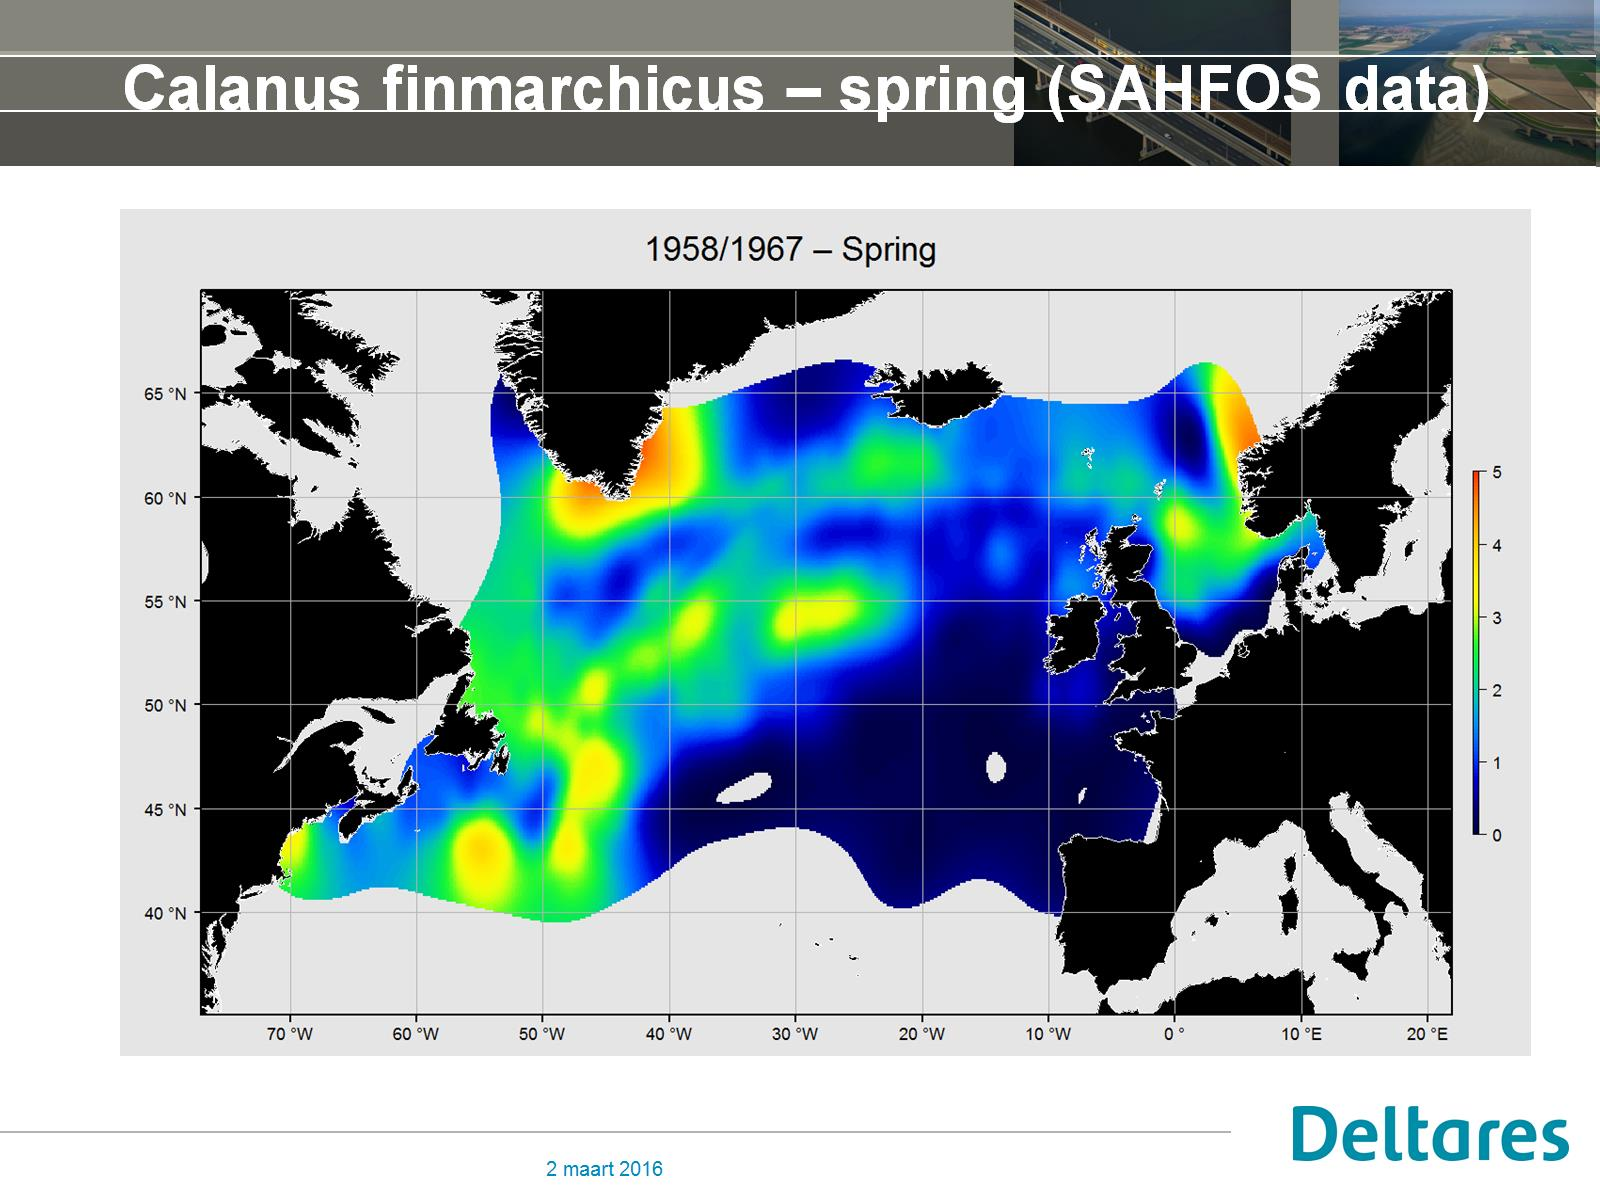 Calanus finmarchicus – spring (SAHFOS data)
1958/1967 – Spring
65 °N
60 °N
55 °N
50 °N
45 °N
40 °N
70 °W
60 °W
50 °W
40 °W
30 °W
20 °W
10 °W
0 °
10 °E
20 °E
5
4
3
2
1
0
Deltares
2 maart 2016